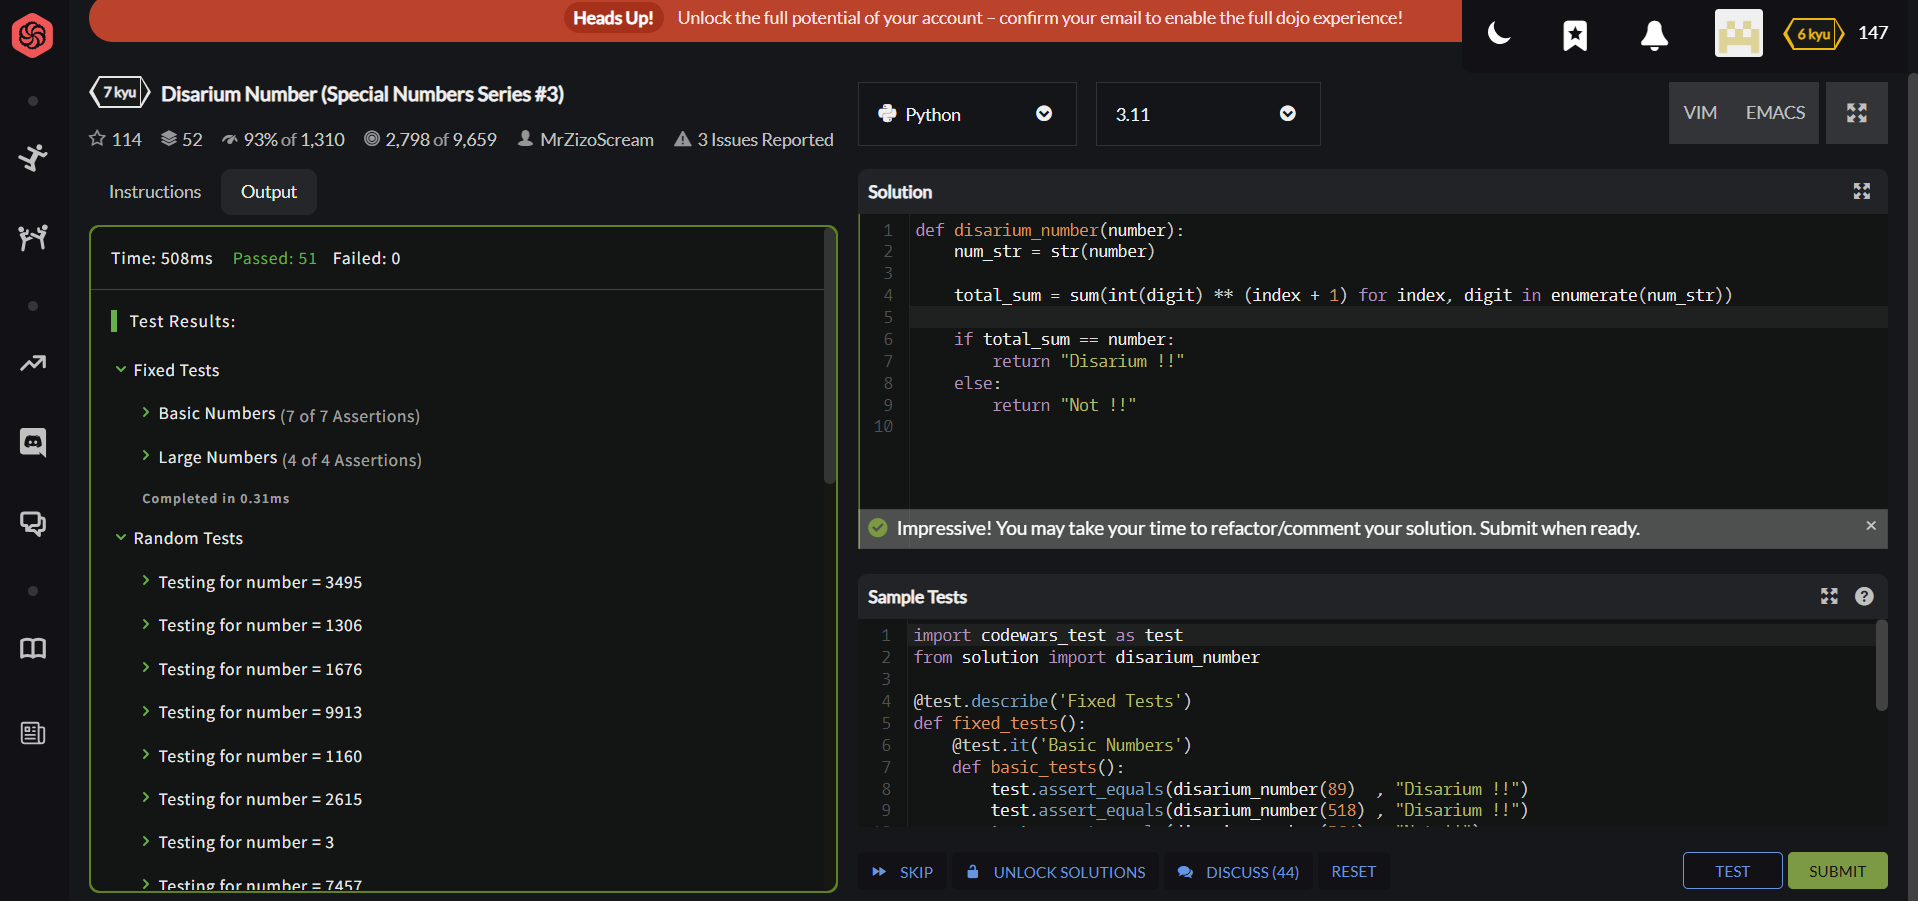 Heads Up! Unlock the full potential of your account – confirm your email to enable the full dojo experience!
6 kyu 147
7 kyu Disarium Number (Special Numbers Series #3)
114 52 93% of 1,310 2,798 of 9,659 MrZizoScream 3 Issues Reported
Instructions Output
Time: 508ms Passed: 51 Failed: 0
Test Results:
Fixed Tests
Basic Numbers (7 of 7 Assertions)
Large Numbers (4 of 4 Assertions)
Completed in 0.31ms
Random Tests
Testing for number = 3495
Testing for number = 1306
Testing for number = 1676
Testing for number = 9913
Testing for number = 1160
Testing for number = 2615
Testing for number = 3
Testing for number = 7457
Python 3.11 VIM EMACS
Solution
1 def disarium_number(number):
2     num_str = str(number)
3
4     total_sum = sum(int(digit) ** (index + 1) for index, digit in enumerate(num_str))
5
6     if total_sum == number:
7         return "Disarium !!"
8     else:
9         return "Not !!"
10
Impressive! You may take your time to refactor/comment your solution. Submit when ready. ×
Sample Tests
1 import codewars_test as test
2 from solution import disarium_number
3
4 @test.describe('Fixed Tests')
5 def fixed_tests():
6     @test.it('Basic Numbers')
7     def basic_tests():
8         test.assert_equals(disarium_number(89)  , "Disarium !!")
9         test.assert_equals(disarium_number(518) , "Disarium !!")
SKIP UNLOCK SOLUTIONS DISCUSS (44) RESET TEST SUBMIT